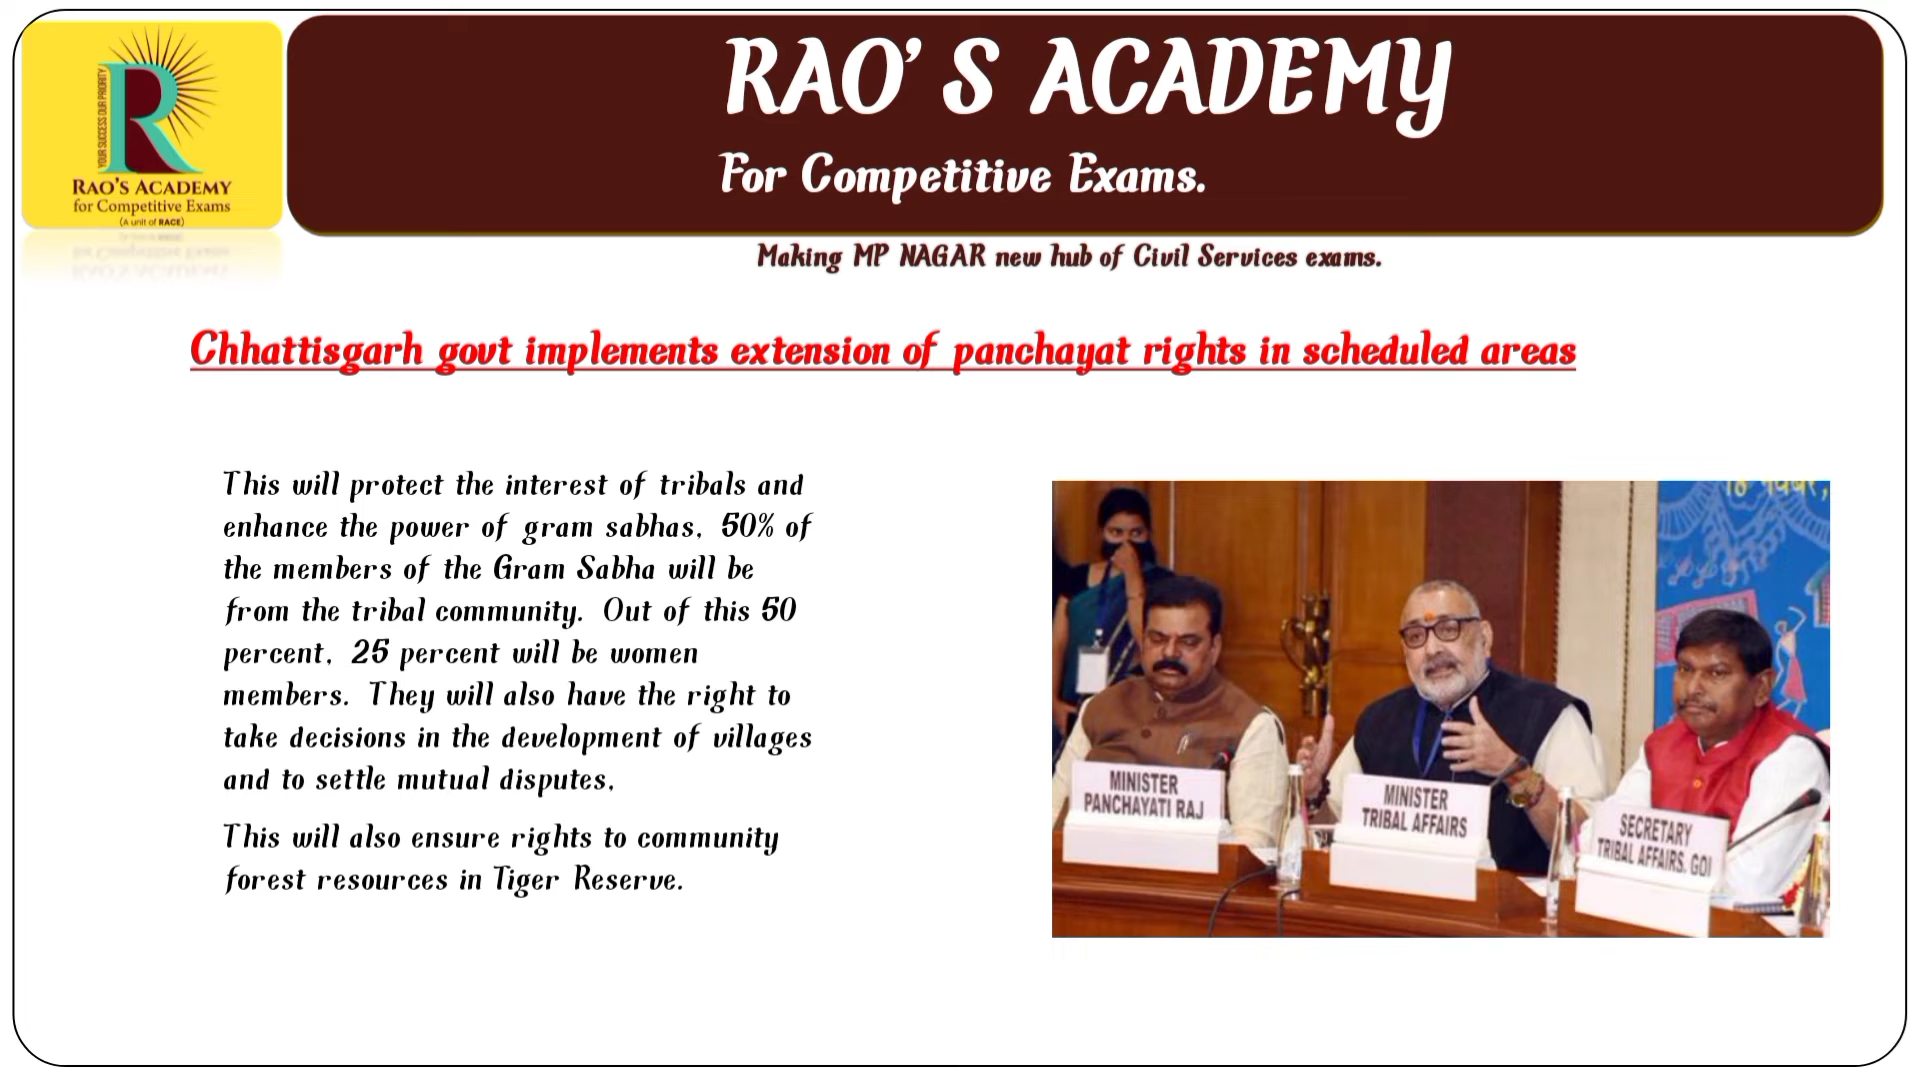 YOUR SUCCESS OUR PRIORITY
RAO'S ACADEMY
for Competitive Exams
(A unit of RACE)
RAO'S ACADEMY
For Competitive Exams.
Making MP NAGAR new hub of Civil Services exams.
Chhattisgarh govt implements extension of panchayat rights in scheduled areas
This will protect the interest of tribals and
enhance the power of gram sabhas, 50% of
the members of the Gram Sabha will be
from the tribal community. Out of this 50
percent, 25 percent will be women
members. They will also have the right to
take decisions in the development of villages
and to settle mutual disputes,
This will also ensure rights to community
forest resources in Tiger Reserve.
MINISTER
PANCHAYATI RAJ
MINISTER
TRIBAL AFFAIRS
SECRETARY
TRIBAL AFFAIRS. GOI